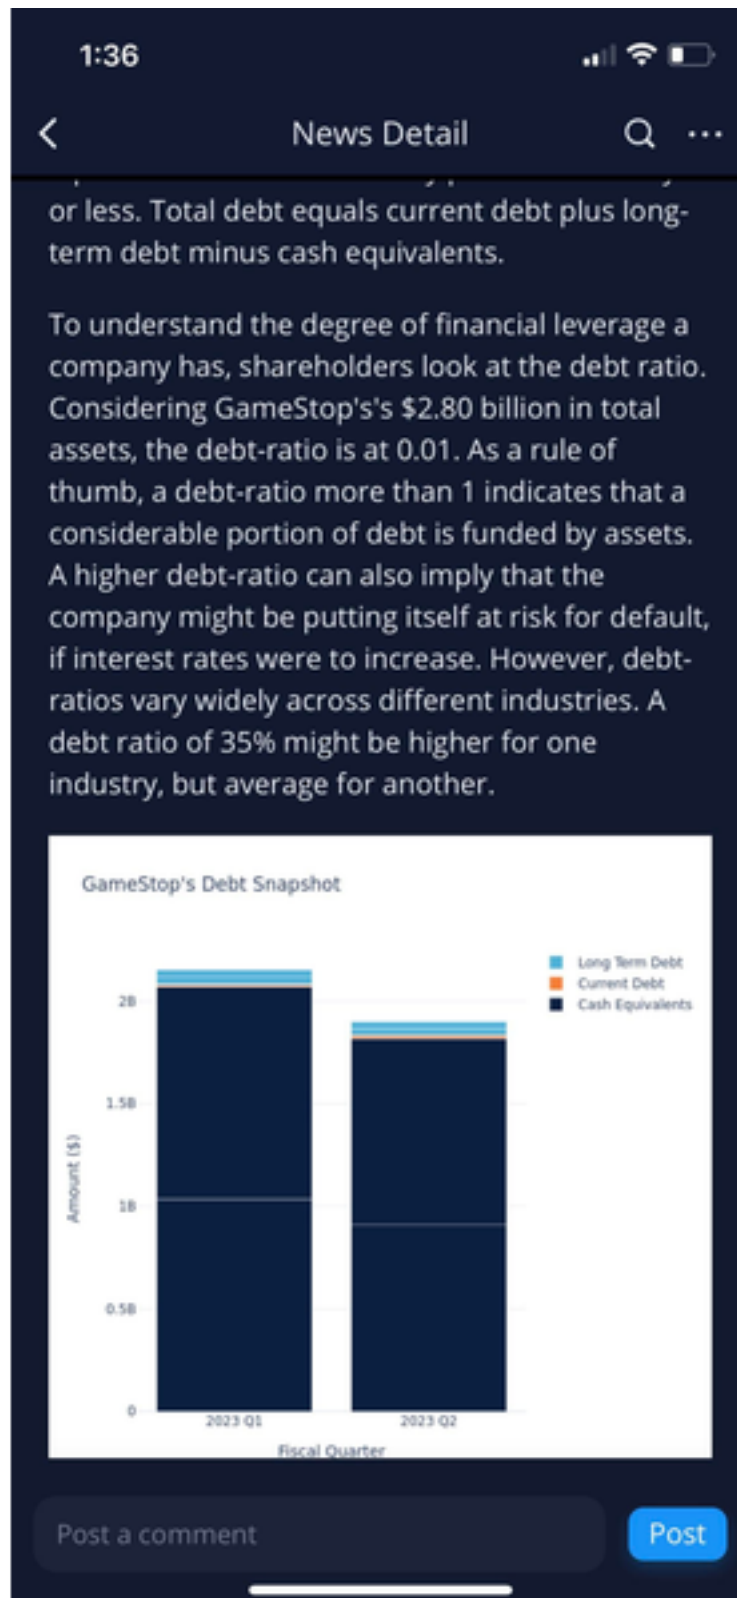 1:36
News Detail
or less. Total debt equals current debt plus long-
term debt minus cash equivalents.
To understand the degree of financial leverage a
company has, shareholders look at the debt ratio.
Considering GameStop's's $2.80 billion in total
assets, the debt-ratio is at 0.01. As a rule of
thumb, a debt-ratio more than 1 indicates that a
considerable portion of debt is funded by assets.
A higher debt-ratio can also imply that the
company might be putting itself at risk for default,
if interest rates were to increase. However, debt-
ratios vary widely across different industries. A
debt ratio of 35% might be higher for one
industry, but average for another.
GameStop's Debt Snapshot
Long Term Debt
Current Debt
Cash Equivalents
2B
1.5B
1B
0.5B
0
Amount ($)
2023 Q1
2023 Q2
Fiscal Quarter
Post a comment
Post